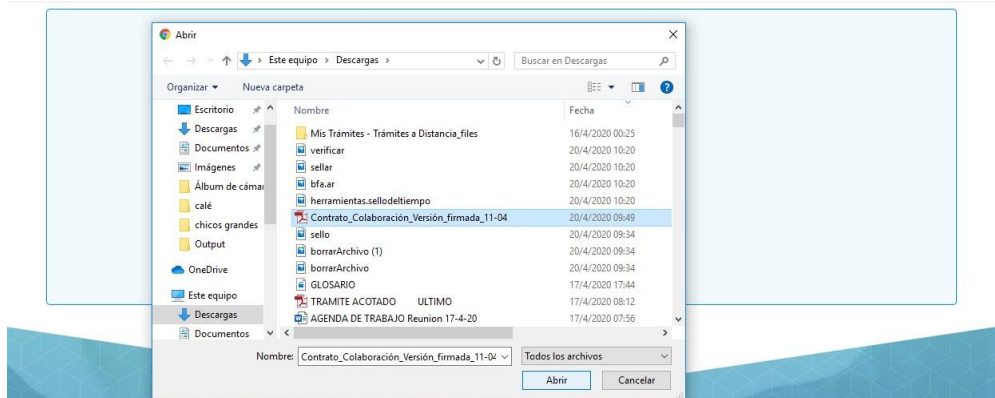 Abrir
Este equipo > Descargas >
Buscar en Descargas
Organizar
Nueva carpeta
Escritorio
Descargas
Documentos
Imágenes
Álbum de cámar
calé
chicos grandes
Output
OneDrive
Este equipo
Descargas
Documentos
Nombre Fecha
Mis Trámites - Trámites a Distancia_files 16/4/2020 00:25
verificar 20/4/2020 10:20
sellar 20/4/2020 10:20
bfa.ar 20/4/2020 10:20
herramientas.sellodeltiempo 20/4/2020 10:20
Contrato_Colaboración_Versión_firmada_11-04 20/4/2020 09:49
sello 20/4/2020 09:34
borrarArchivo (1) 20/4/2020 09:34
borrarArchivo 20/4/2020 09:34
GLOSARIO 17/4/2020 17:44
TRAMITE ACOTADO ULTIMO 17/4/2020 08:12
AGENDA DE TRABAJO Reunion 17-4-20 17/4/2020 07:56
Nombre: Contrato_Colaboración_Versión_firmada_11-04
Todos los archivos
Abrir
Cancelar